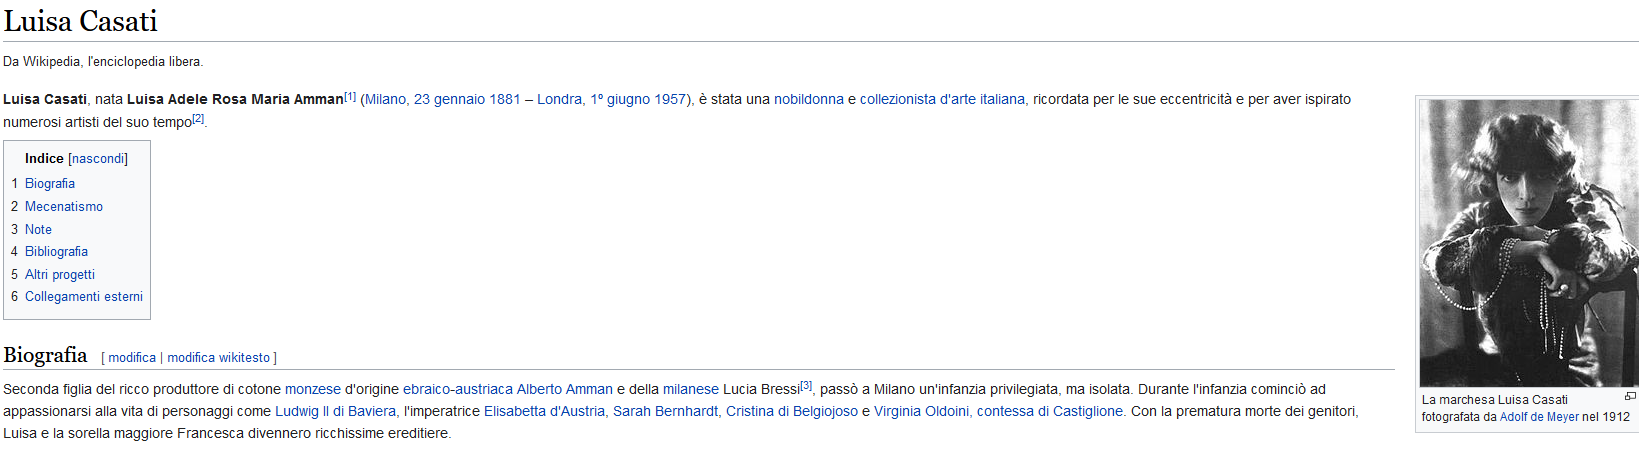 Luisa Casati
Da Wikipedia, l'enciclopedia libera.
Luisa Casati, nata Luisa Adele Rosa Maria Amman[1] (Milano, 23 gennaio 1881 – Londra, 1º giugno 1957), è stata una nobildonna e collezionista d'arte italiana, ricordata per le sue eccentricità e per aver ispirato
numerosi artisti del suo tempo[2].
Indice [nascondi]
1 Biografia
2 Mecenatismo
3 Note
4 Bibliografia
5 Altri progetti
6 Collegamenti esterni
Biografia [ modifica | modifica wikitesto ]
Seconda figlia del ricco produttore di cotone monzese d'origine ebraico-austriaca Alberto Amman e della milanese Lucia Bressi[3], passò a Milano un'infanzia privilegiata, ma isolata. Durante l'infanzia cominciò ad
appassionarsi alla vita di personaggi come Ludwig II di Baviera, l'imperatrice Elisabetta d'Austria, Sarah Bernhardt, Cristina di Belgiojoso e Virginia Oldoini, contessa di Castiglione. Con la prematura morte dei genitori,
Luisa e la sorella maggiore Francesca divennero ricchissime ereditiere.
La marchesa Luisa Casati
fotografata da Adolf de Meyer nel 1912